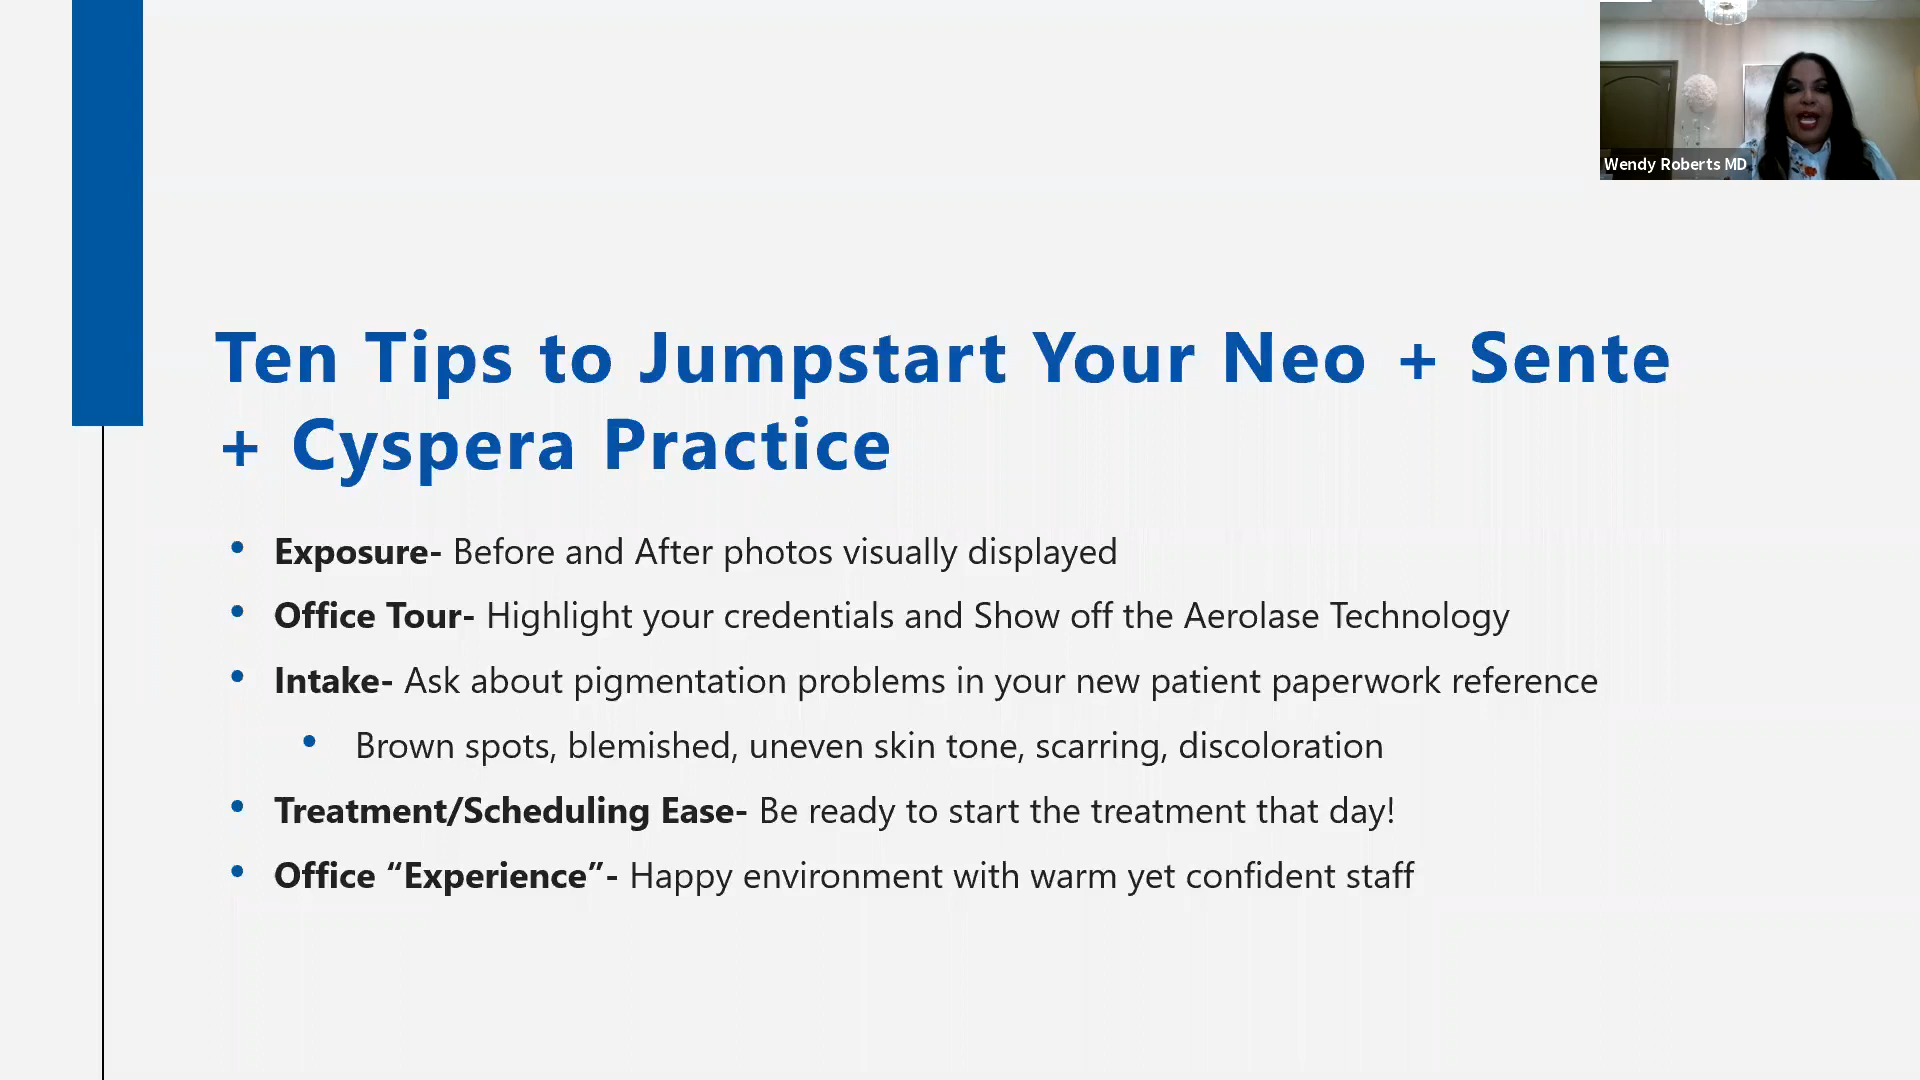 Wendy Roberts MD
Ten Tips to Jumpstart Your Neo + Sente
+ Cyspera Practice
• Exposure- Before and After photos visually displayed
• Office Tour- Highlight your credentials and Show off the Aerolase Technology
• Intake- Ask about pigmentation problems in your new patient paperwork reference
• Brown spots, blemished, uneven skin tone, scarring, discoloration
• Treatment/Scheduling Ease- Be ready to start the treatment that day!
• Office “Experience”- Happy environment with warm yet confident staff